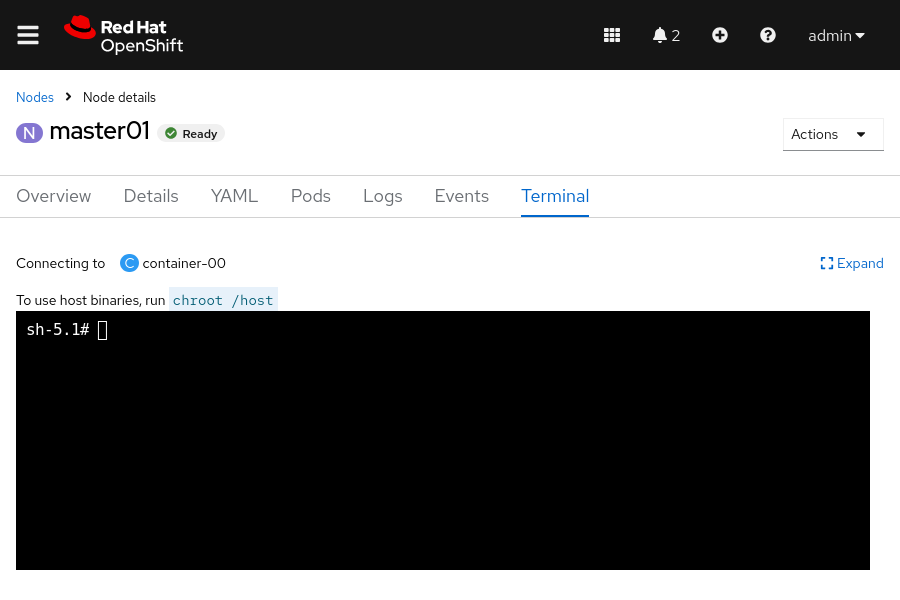 Red Hat
OpenShift
2
admin
Nodes
Node details
N master01 Ready
Actions
Overview Details YAML Pods Logs Events Terminal
Connecting to C container-00 Expand
To use host binaries, run chroot /host
sh-5.1#